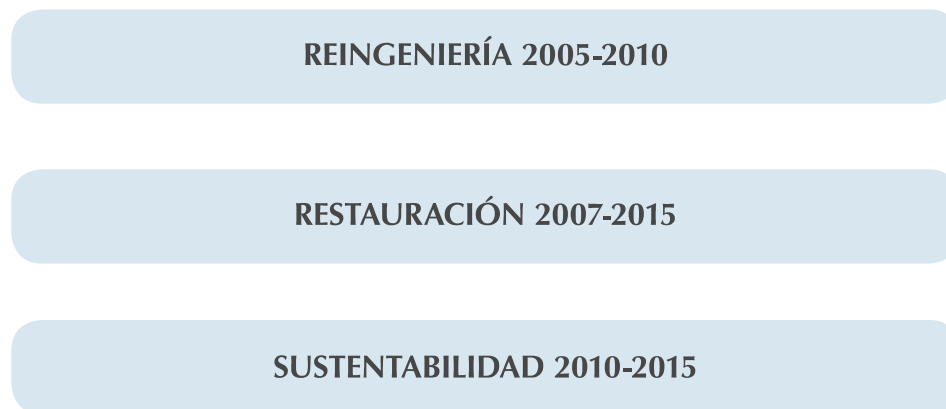 REINGENIERÍA 2005-2010
RESTAURACIÓN 2007-2015
SUSTENTABILIDAD 2010-2015